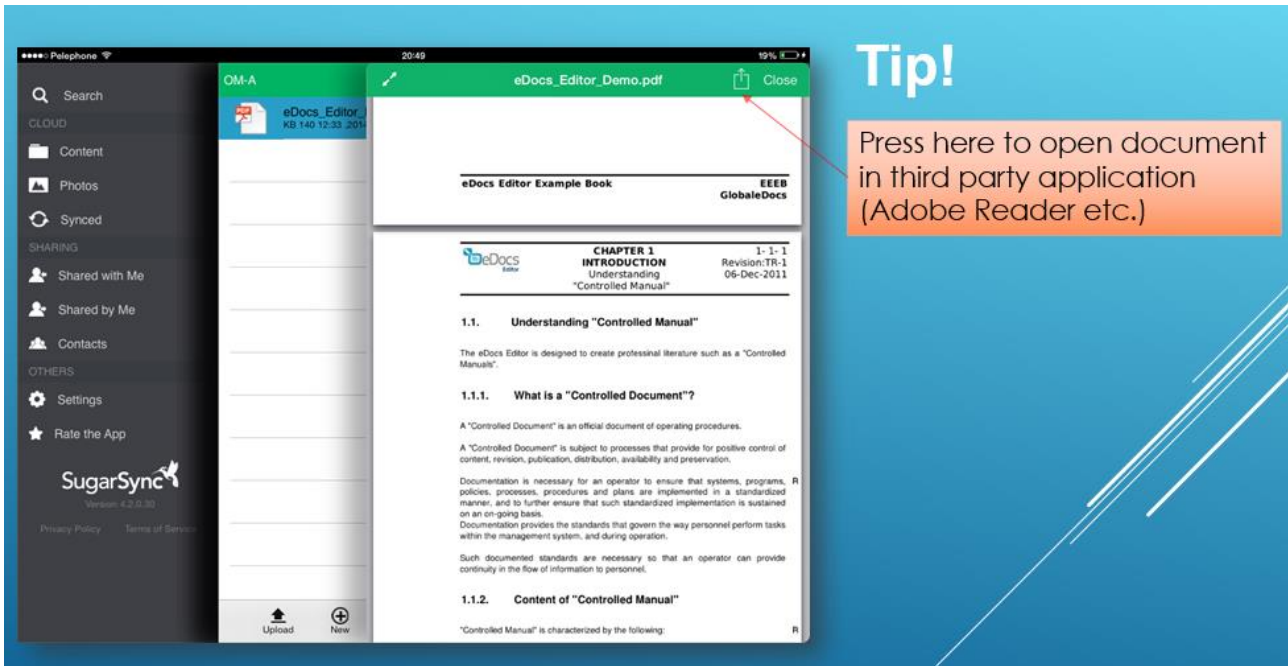 Pelephone
20:49
19%
Search
CLOUD
Content
Photos
Synced
SHARING
Shared with Me
Shared by Me
Contacts
OTHERS
Settings
Rate the App
SugarSync
Version 4.2.0.30
Privacy Policy Terms of Service
OM-A
eDocs_Editor_
KB 140 12:33 ,201
Upload New
eDocs_Editor_Demo.pdf
Close
eDocs Editor Example Book EEEB
GlobaleDocs
eDocs
Editor
CHAPTER 1
INTRODUCTION
Understanding
"Controlled Manual"
1- 1- 1
Revision:TR-1
06-Dec-2011
1.1. Understanding "Controlled Manual"
The eDocs Editor is designed to create professinal literature such as a "Controlled
Manuals".
1.1.1. What is a "Controlled Document"?
A "Controlled Document" is an official document of operating procedures.
A "Controlled Document" is subject to processes that provide for positive control of
content, revision, publication, distribution, availability and preservation.
Documentation is necessary for an operator to ensure that systems, programs, R
policies, processes, procedures and plans are implemented in a standardized
manner, and to further ensure that such standardized implementation is sustained
on an on-going basis.
Documentation provides the standards that govern the way personnel perform tasks
within the management system, and during operation.
Such documented standards are necessary so that an operator can provide
continuity in the flow of information to personnel.
1.1.2. Content of "Controlled Manual"
"Controlled Manual" is characterized by the following: R
Tip!
Press here to open document
in third party application
(Adobe Reader etc.)